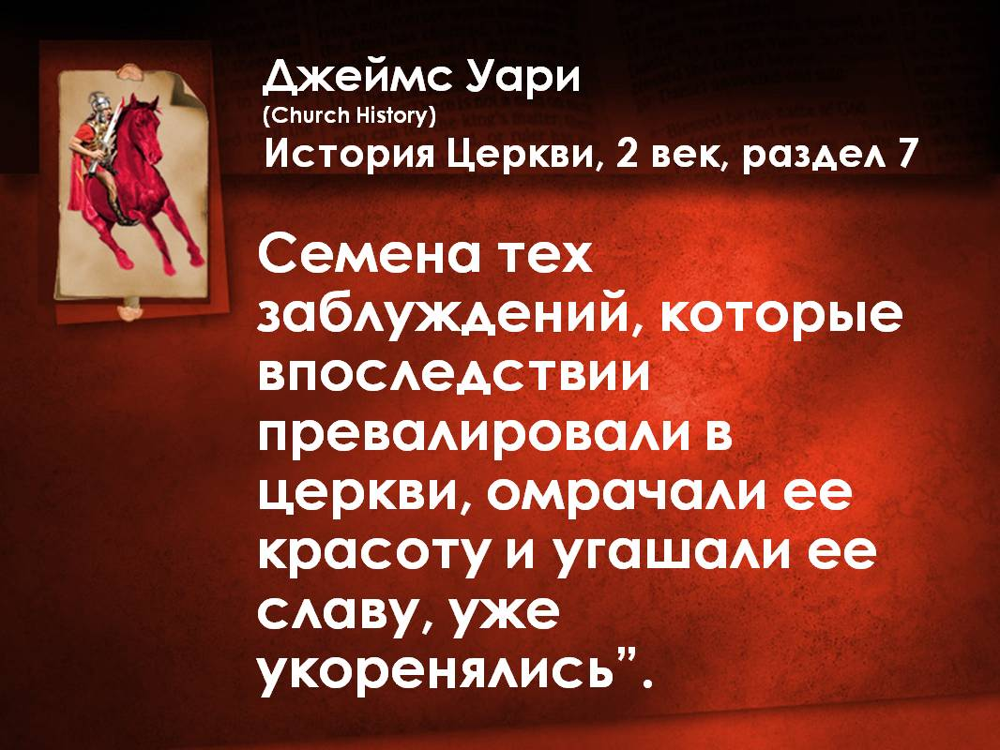 Джеймс Уари
(Church History)
История Церкви, 2 век, раздел 7
Семена тех
заблуждений, которые
впоследствии
превалировали в
церкви, омрачали ее
красоту и угашали ее
славу, уже
укоренялись”.